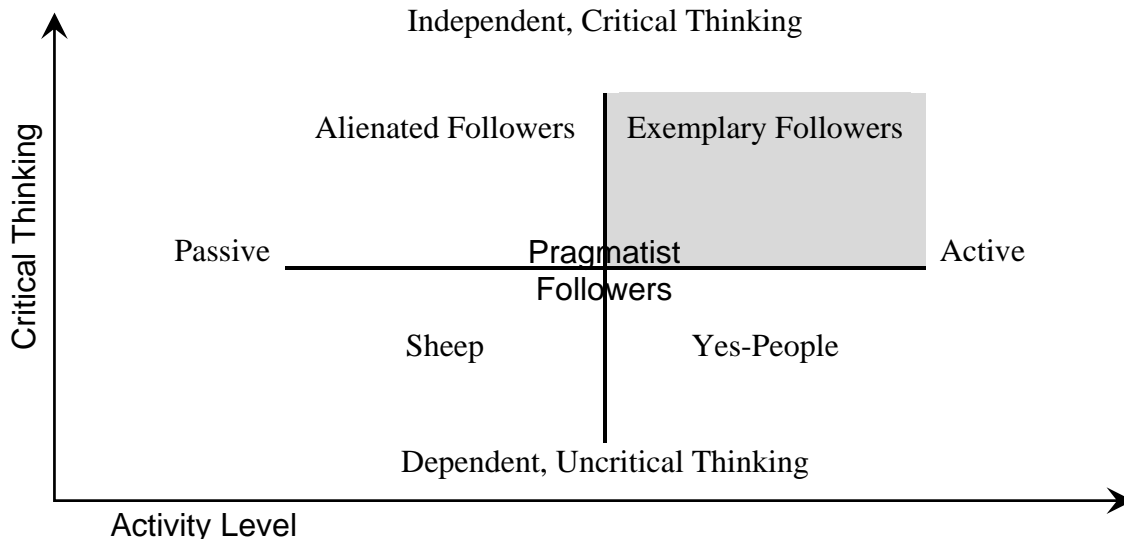 Independent, Critical Thinking
Alienated Followers
Exemplary Followers
Critical Thinking
Passive
Pragmatist
Followers
Active
Sheep
Yes-People
Dependent, Uncritical Thinking
Activity Level